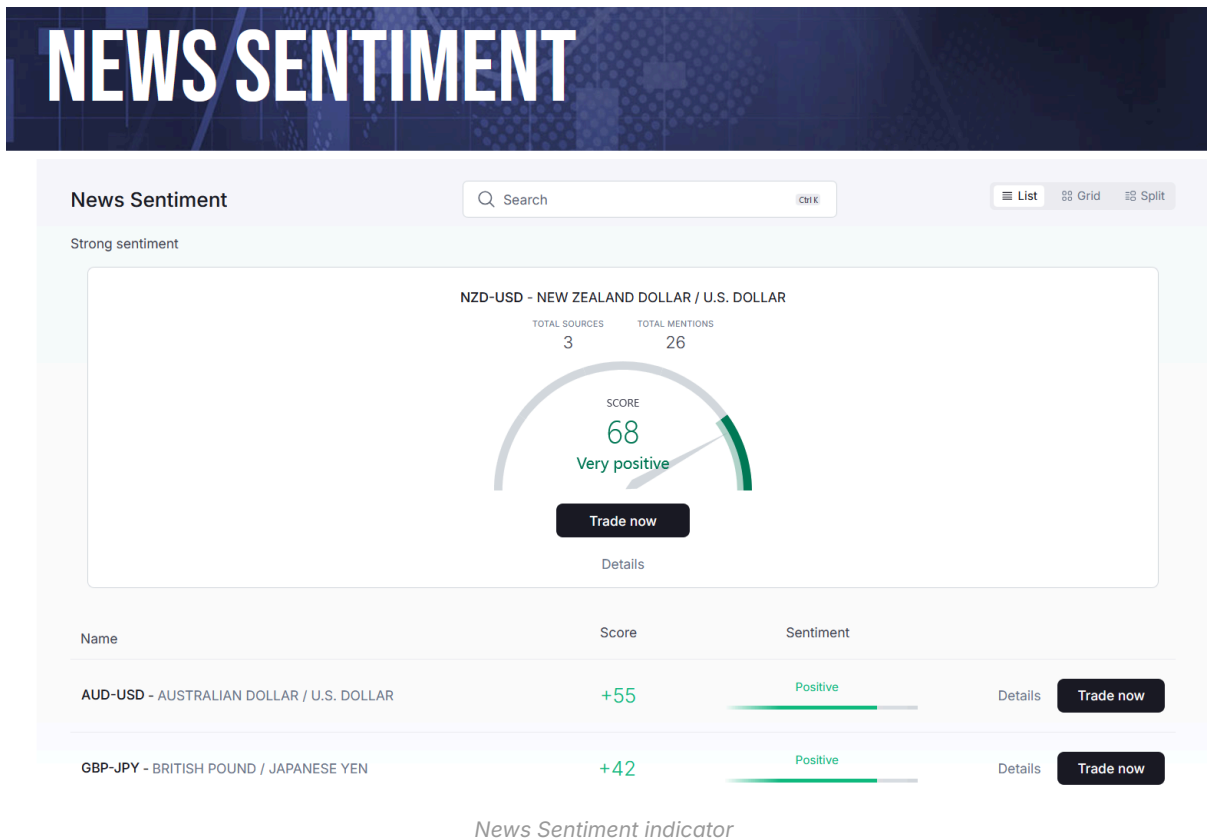 NEWS SENTIMENT
News Sentiment
Search
Ctrl K
List
Grid
Split
Strong sentiment
NZD-USD - NEW ZEALAND DOLLAR / U.S. DOLLAR
TOTAL SOURCES
TOTAL MENTIONS
3
26
SCORE
68
Very positive
Trade now
Details
Name
Score
Sentiment
AUD-USD - AUSTRALIAN DOLLAR / U.S. DOLLAR
+55
Positive
Details
Trade now
GBP-JPY - BRITISH POUND / JAPANESE YEN
+42
Positive
Details
Trade now
News Sentiment indicator